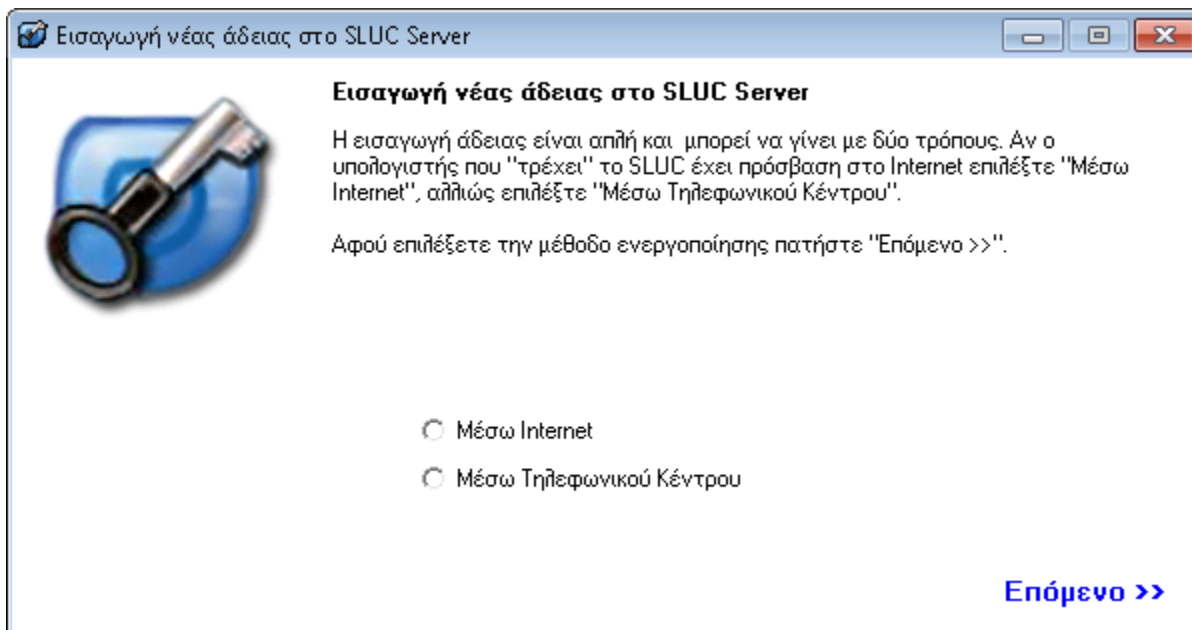 Εισαγωγή νέας άδειας στο SLUC Server
Εισαγωγή νέας άδειας στο SLUC Server
Η εισαγωγή άδειας είναι απλή και μπορεί να γίνει με δύο τρόπους. Αν ο
υπολογιστής που "τρέχει" το SLUC έχει πρόσβαση στο Internet επιλέξτε "Μέσω
Internet", αλλιώς επιλέξτε "Μέσω Τηλεφωνικού Κέντρου".
Αφού επιλέξετε την μέθοδο ενεργοποίησης πατήστε "Επόμενο >>".
Μέσω Internet
Μέσω Τηλεφωνικού Κέντρου
Επόμενο >>